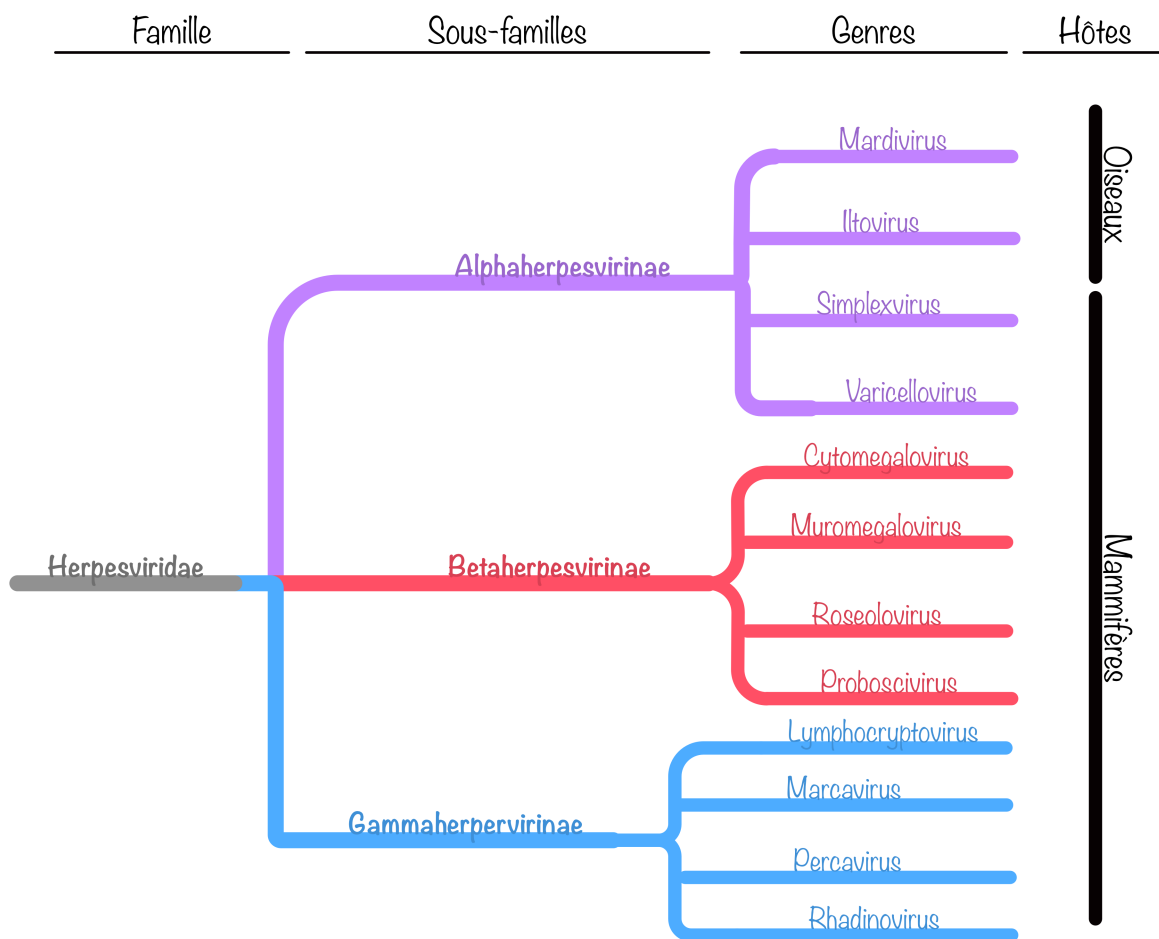 Famille
Sous-familles
Genres
Hôtes
Mardivirus
Iltovirus
Alphaherpesvirinae
Simplexvirus
Varicellovirus
Oiseaux
Cytomegalovirus
Muromegalovirus
Herpesviridae
Betaherpesvirinae
Roseolovirus
Proboscivirus
Mammifères
Lymphocryptovirus
Marcavirus
Gammaherpervirinae
Percavirus
Rhadinovirus